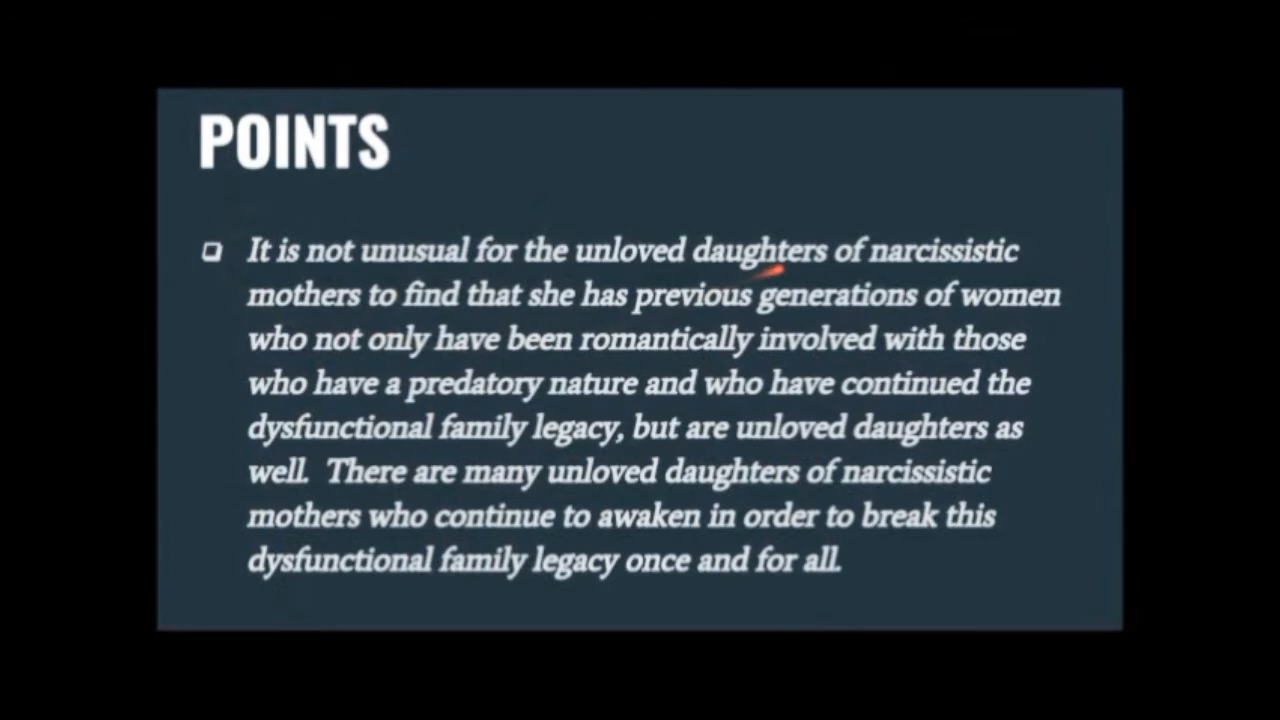 POINTS
It is not unusual for the unloved daughters of narcissistic
mothers to find that she has previous generations of women
who not only have been romantically involved with those
who have a predatory nature and who have continued the
dysfunctional family legacy, but are unloved daughters as
well.  There are many unloved daughters of narcissistic
mothers who continue to awaken in order to break this
dysfunctional family legacy once and for all.